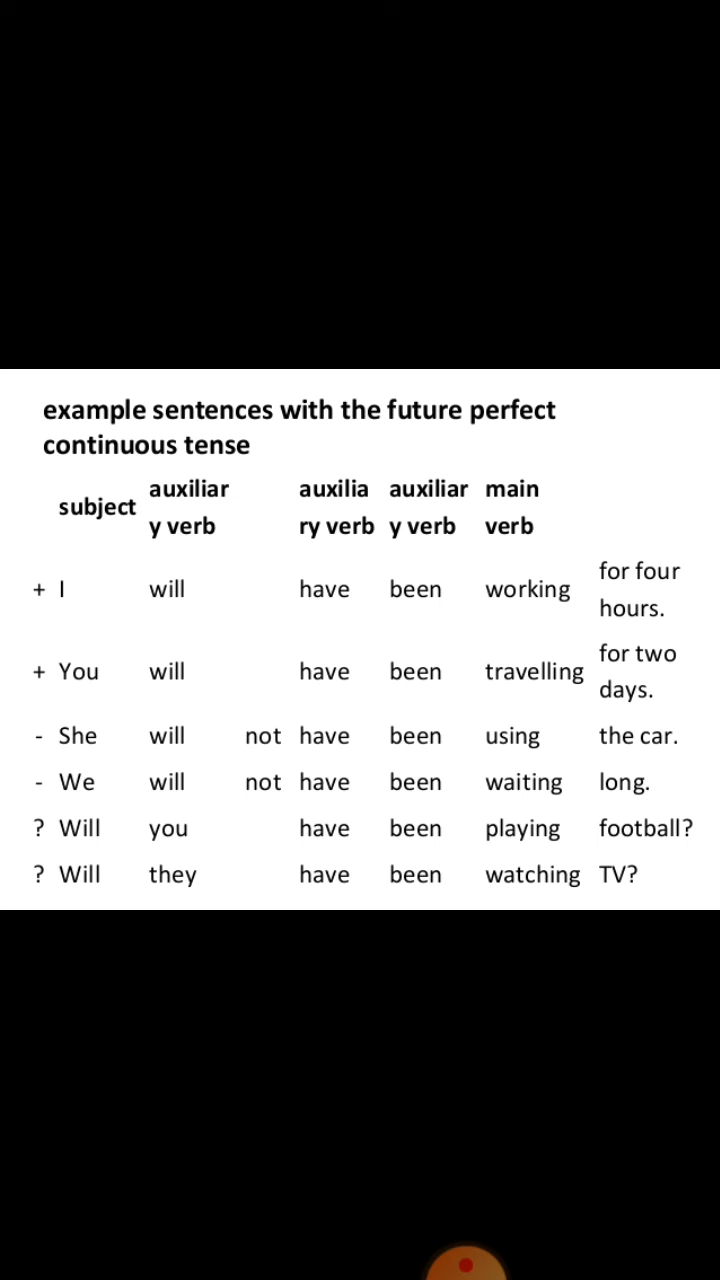 example sentences with the future perfect
continuous tense
subject auxiliar y verb auxilia ry verb auxiliar y verb main verb
+ I will have been working for four hours.
+ You will have been travelling for two days.
- She will not have been using the car.
- We will not have been waiting long.
? Will you have been playing football?
? Will they have been watching TV?